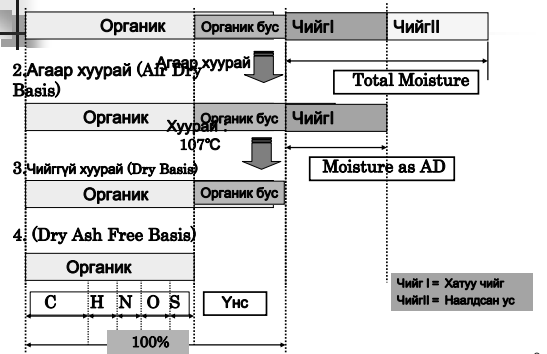 Органик Органик бус ЧийгI ЧийгII
Агаар хуурай
2.Агаар хуурай (Air Dry
Basis)
Total Moisture
Органик Органик бус ЧийгI
Хуурай :
107℃
3.Чийггүй хуурай (Dry Basis)
Moisture as AD
Органик Органик бус
4. (Dry Ash Free Basis)
Органик
C H N O S Үнс
100%
Чийг I = Хатуу чийг
ЧийгII = Наалдсан ус